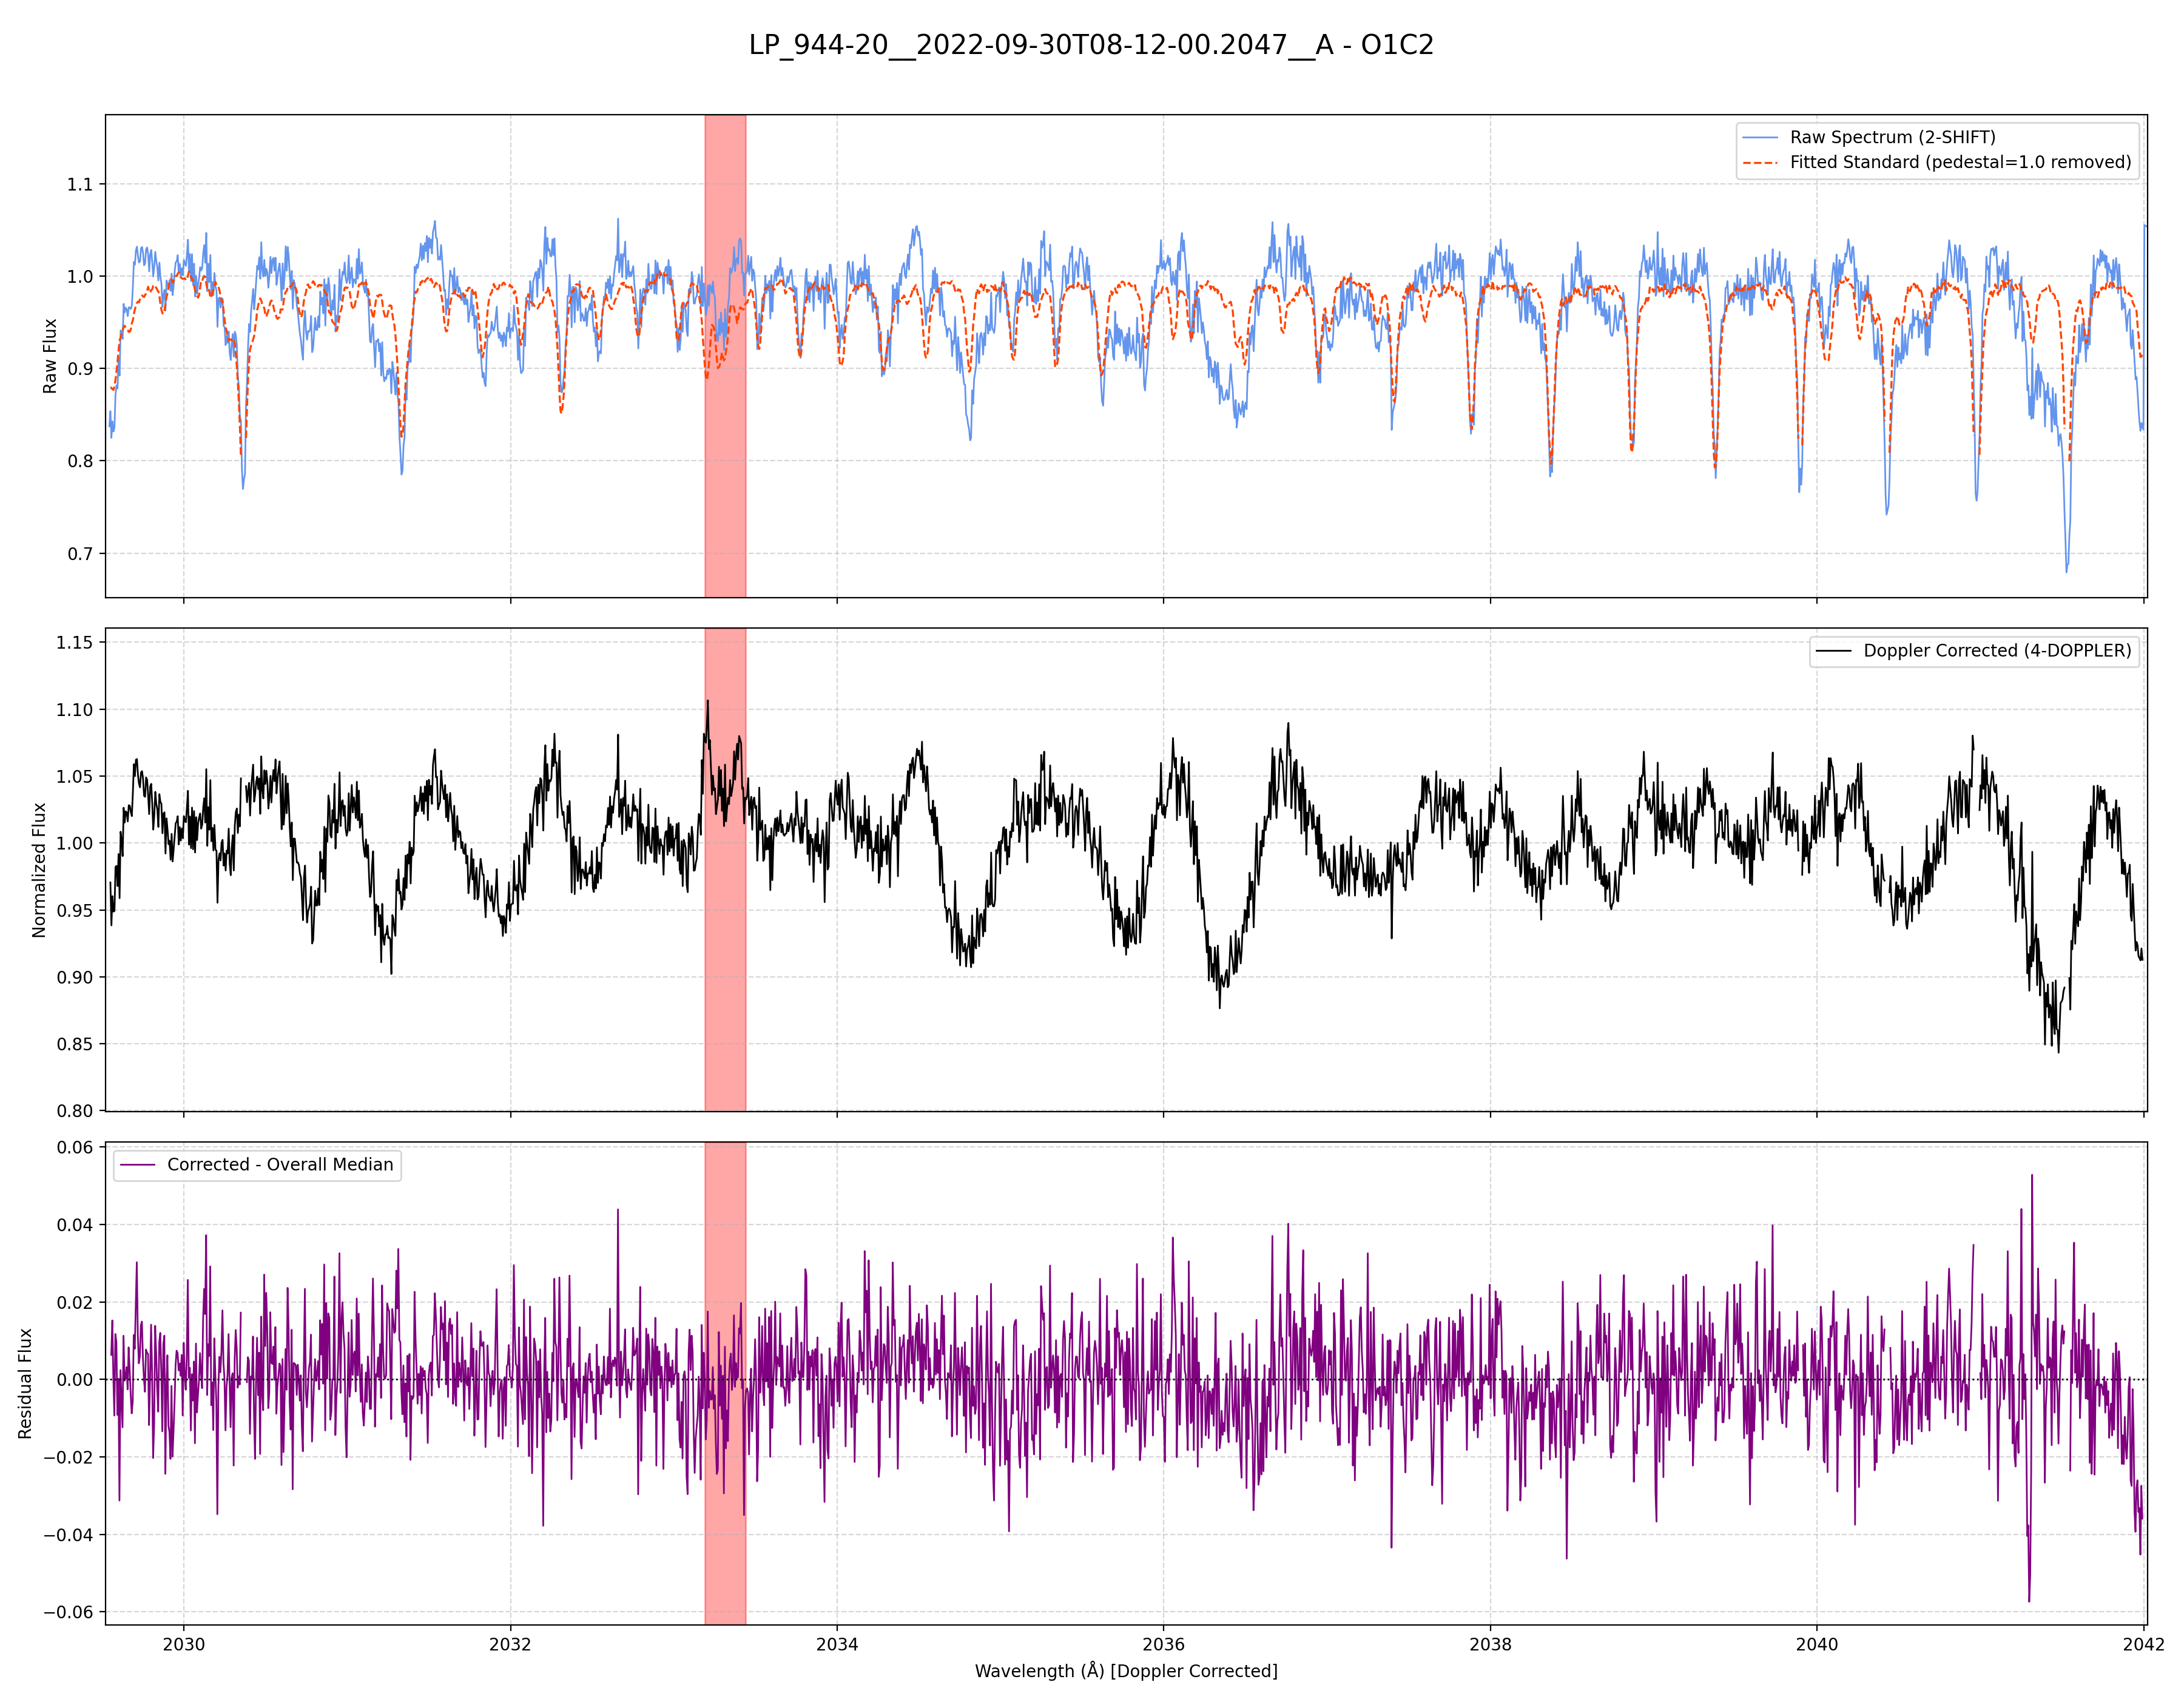 LP_944-20__2022-09-30T08-12-00.2047__A - O1C2
Raw Spectrum (2-SHIFT)
Fitted Standard (pedestal=1.0 removed)
Raw Flux
1.1
1.0
0.9
0.8
0.7
Doppler Corrected (4-DOPPLER)
Normalized Flux
1.15
1.10
1.05
1.00
0.95
0.90
0.85
0.80
Corrected - Overall Median
Residual Flux
0.06
0.04
0.02
0.00
−0.02
−0.04
−0.06
2030 2032 2034 2036 2038 2040 2042
Wavelength (Å) [Doppler Corrected]